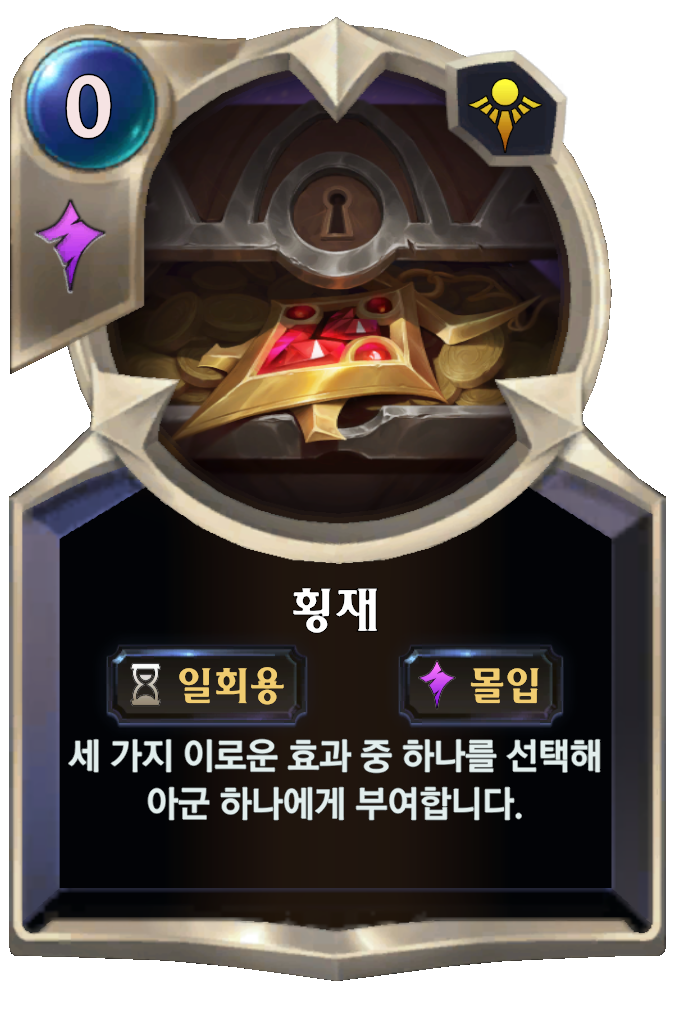 0
횡재
일회용 몰입
세 가지 이로운 효과 중 하나를 선택해
아군 하나에게 부여합니다.